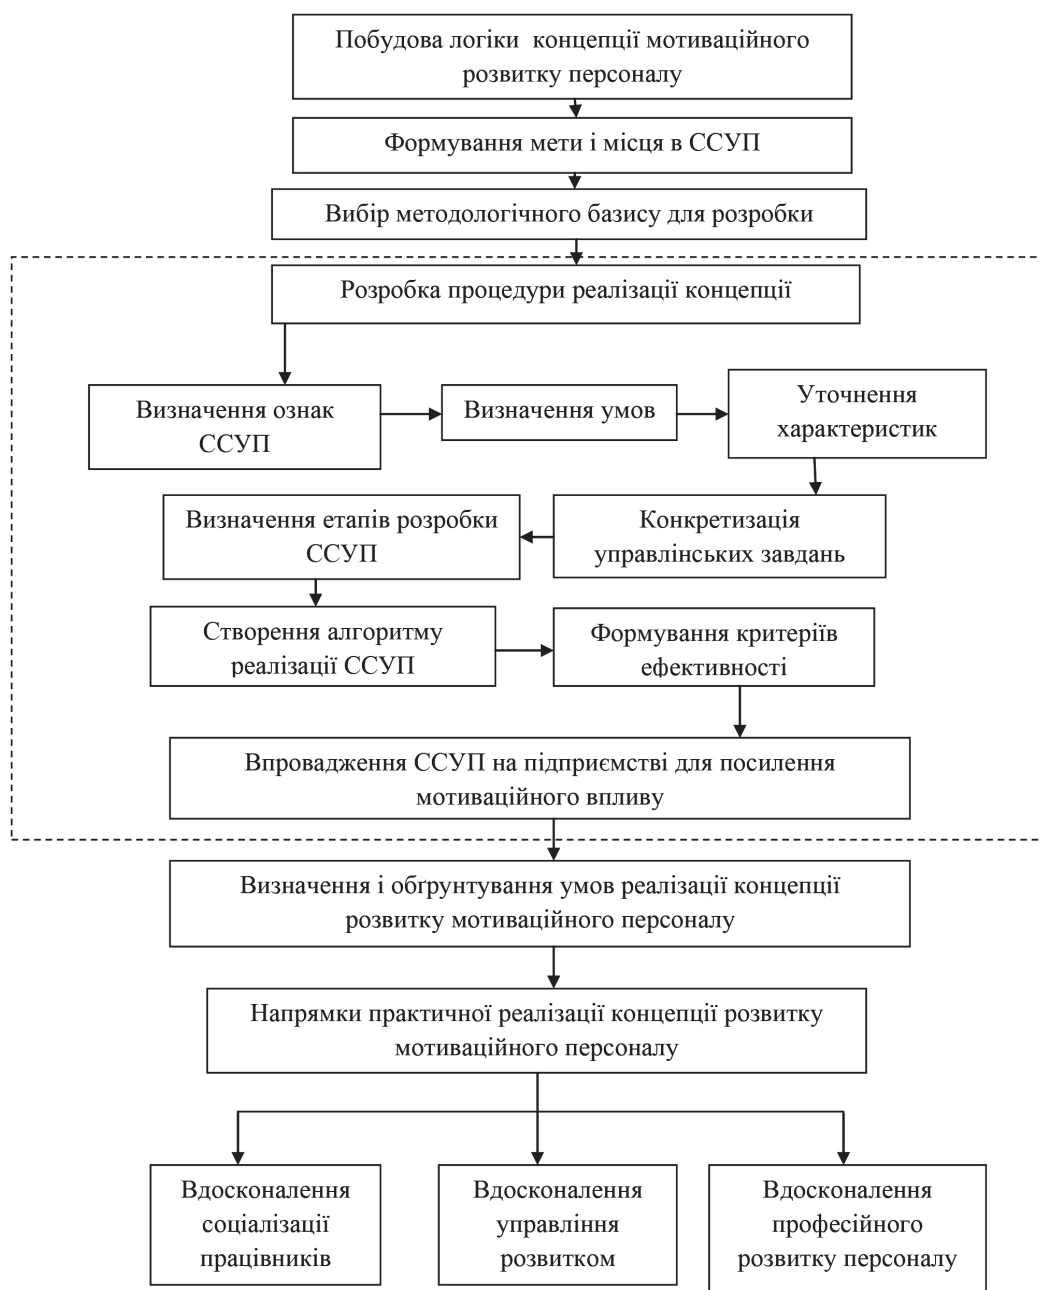 Побудова логіки концепції мотиваційного
розвитку персоналу
Формування мети і місця в ССУП
Вибір методологічного базису для розробки
Розробка процедури реалізації концепції
Визначення ознак
ССУП
Визначення умов
Уточнення
характеристик
Визначення етапів розробки
ССУП
Конкретизація
управлінських завдань
Створення алгоритму
реалізації ССУП
Формування критеріїв
ефективності
Впровадження ССУП на підприємстві для посилення
мотиваційного впливу
Визначення і обґрунтування умов реалізації концепції
розвитку мотиваційного персоналу
Напрямки практичної реалізації концепції розвитку
мотиваційного персоналу
Вдосконалення
соціалізації
працівників
Вдосконалення
управління
розвитком
Вдосконалення
професійного
розвитку персоналу